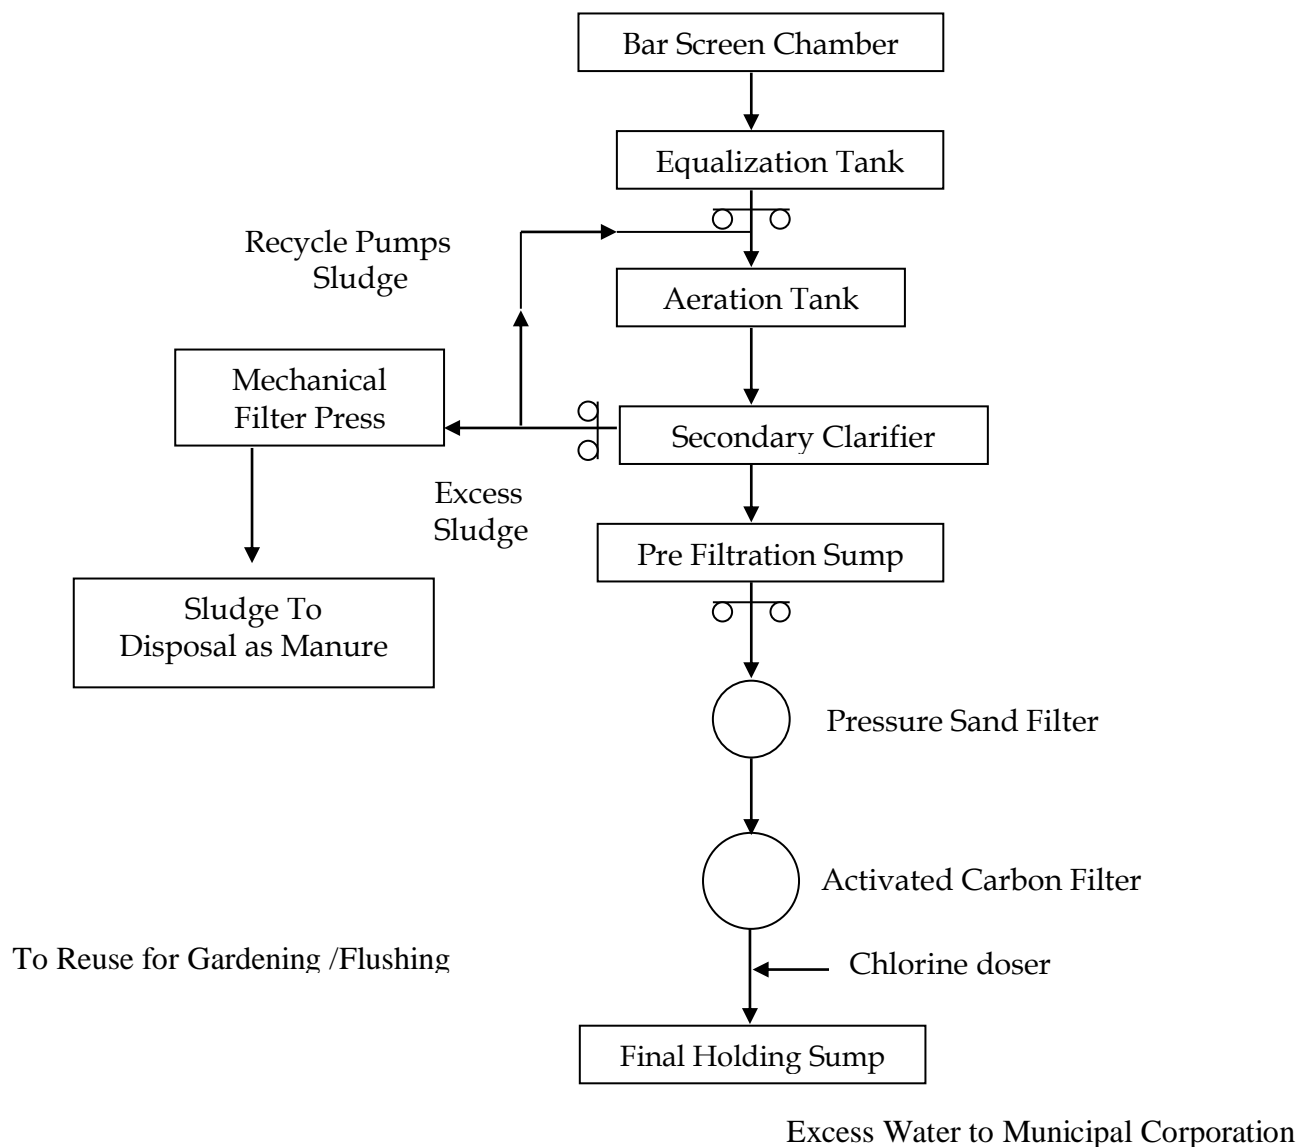 Bar Screen Chamber
Equalization Tank
Recycle Pumps
Sludge
Aeration Tank
Mechanical
Filter Press
Secondary Clarifier
Excess
Sludge
Pre Filtration Sump
Sludge To
Disposal as Manure
Pressure Sand Filter
Activated Carbon Filter
To Reuse for Gardening /Flushing
Chlorine doser
Final Holding Sump
Excess Water to Municipal Corporation